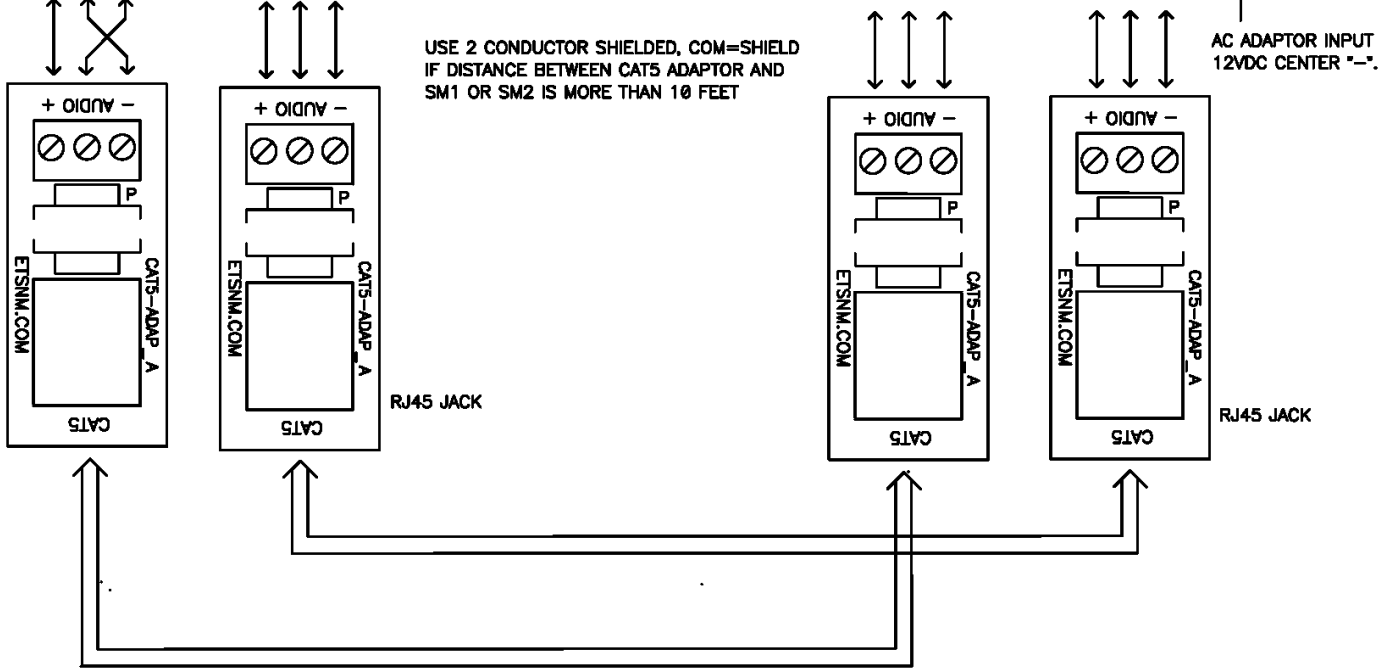 USE 2 CONDUCTOR SHIELDED, COM=SHIELD
IF DISTANCE BETWEEN CAT5 ADAPTOR AND
SM1 OR SM2 IS MORE THAN 10 FEET
AC ADAPTOR INPUT
12VDC CENTER "-".
- AUDIO +
P
ETSNM.COM
CAT5-ADAP_A
CAT5
- AUDIO +
P
ETSNM.COM
CAT5-ADAP_A
CAT5
RJ45 JACK
- AUDIO +
P
ETSNM.COM
CAT5-ADAP_A
CAT5
- AUDIO +
P
ETSNM.COM
CAT5-ADAP_A
CAT5
RJ45 JACK